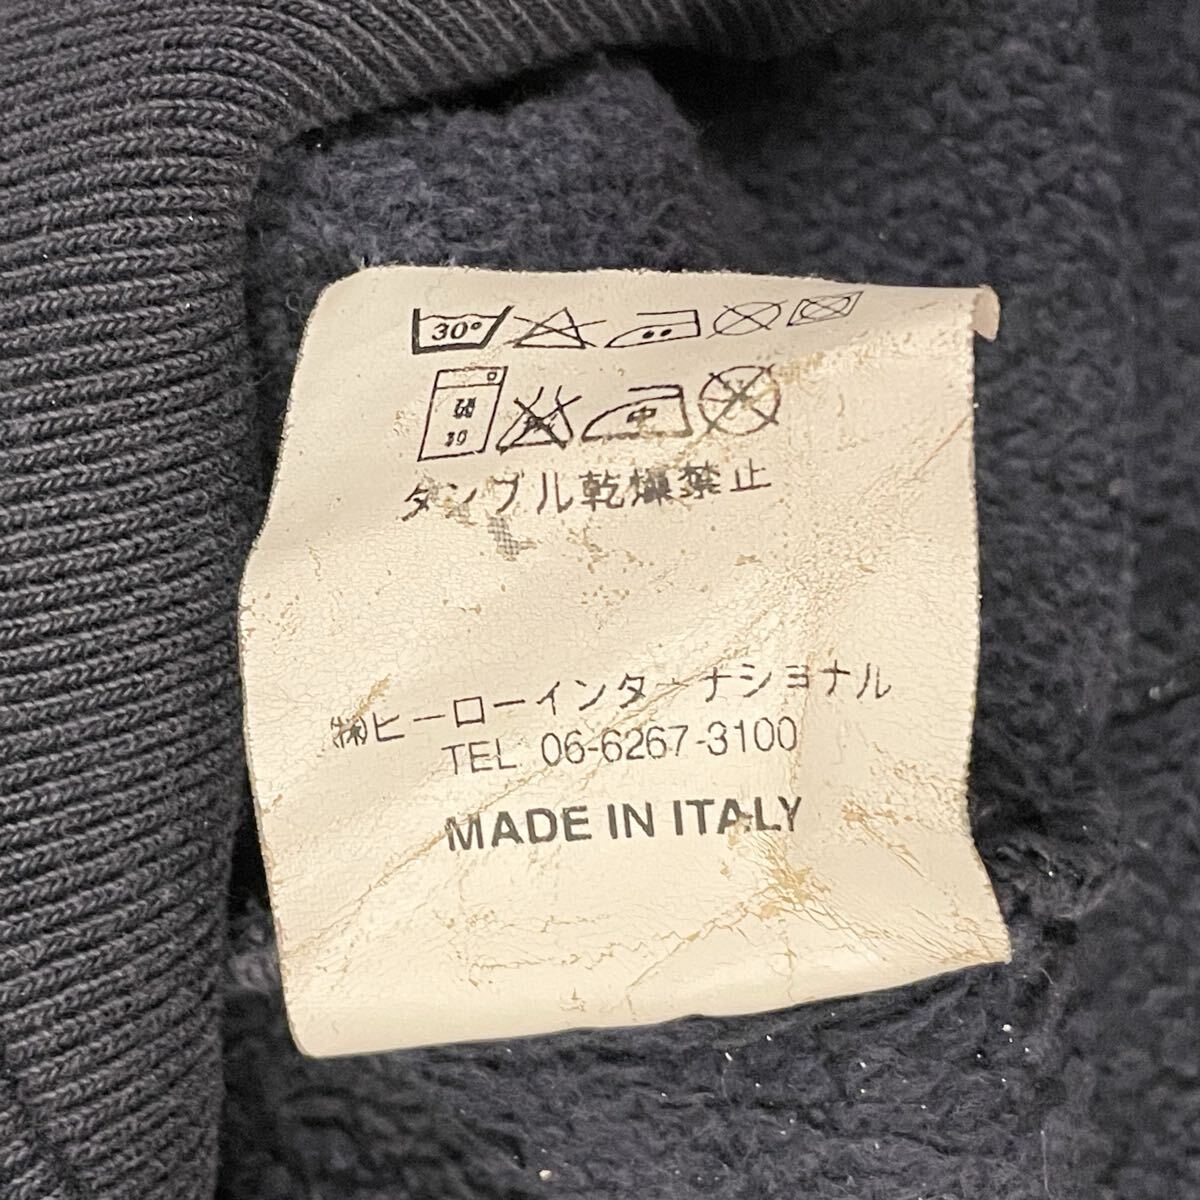 30°
中
タンブル乾燥禁止
㈱ヒーローインターナショナル
TEL. 06-6267-3100
MADE IN ITALY